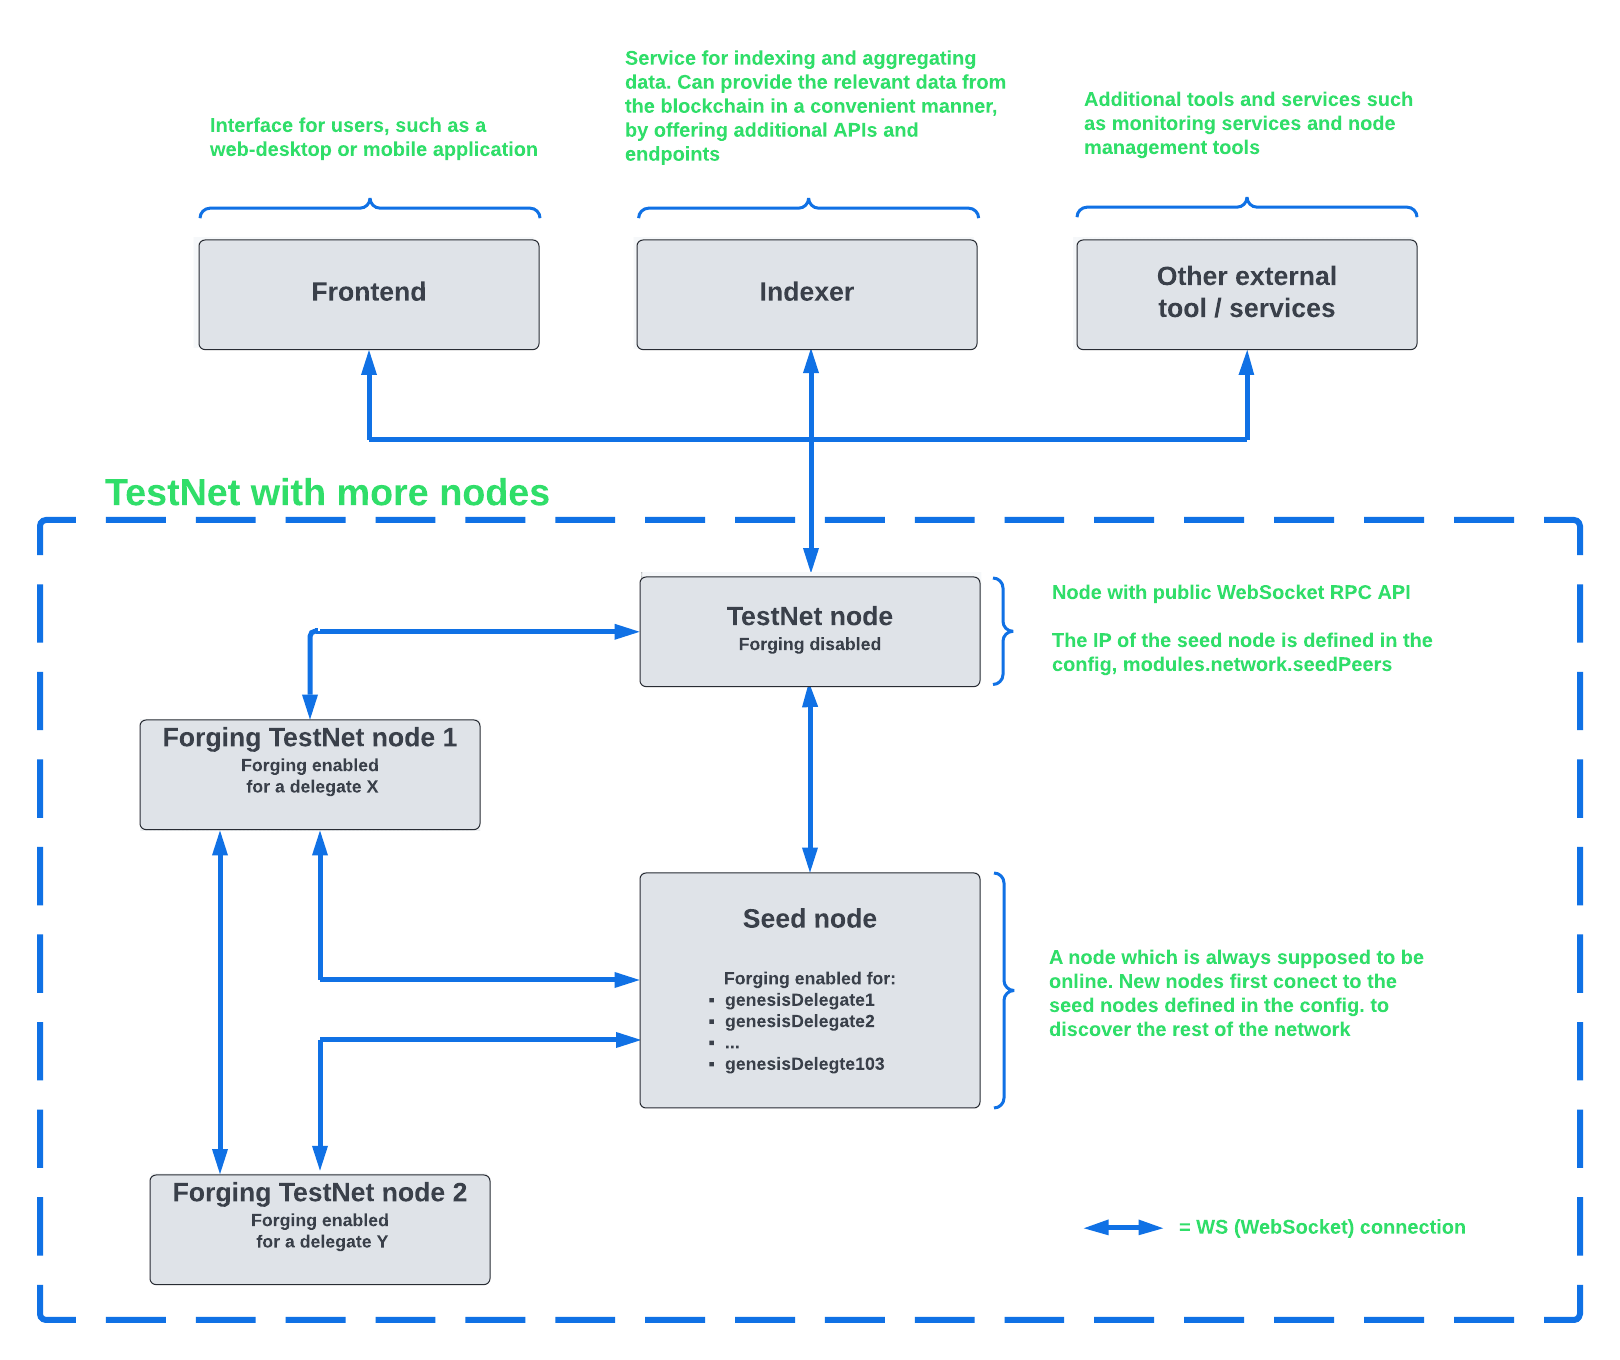 Interface for users, such as a
web-desktop or mobile application
Service for indexing and aggregating
data. Can provide the relevant data from
the blockchain in a convenient manner,
by offering additional APIs and
endpoints
Additional tools and services such
as monitoring services and node
management tools
Frontend
Indexer
Other external
tool / services
TestNet with more nodes
TestNet node
Forging disabled
Node with public WebSocket RPC API
The IP of the seed node is defined in the
config, modules.network.seedPeers
Forging TestNet node 1
Forging enabled
for a delegate X
Seed node
Forging enabled for:
▪ genesisDelegate1
▪ genesisDelegate2
▪ ...
▪ genesisDelegte103
A node which is always supposed to be
online. New nodes first conect to the
seed nodes defined in the config. to
discover the rest of the network
Forging TestNet node 2
Forging enabled
for a delegate Y
= WS (WebSocket) connection